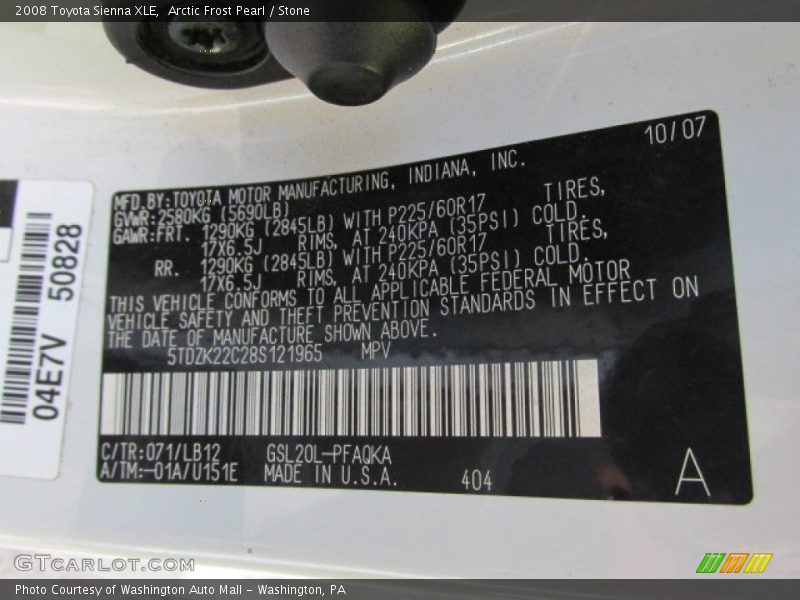 2008 Toyota Sienna XLE, Arctic Frost Pearl / Stone
10/07
MFD.BY:TOYOTA MOTOR MANUFACTURING, INDIANA, INC.
GVWR:2580KG (5690LB)
GAWR:FRT. 1290KG (2845LB) WITH P225/60R17 TIRES,
17X6.5J RIMS, AT 240KPA (35PSI) COLD.
RR. 1290KG (2845LB) WITH P225/60R17 TIRES,
17X6.5J RIMS, AT 240KPA (35PSI) COLD.
THIS VEHICLE CONFORMS TO ALL APPLICABLE FEDERAL MOTOR
VEHICLE SAFETY AND THEFT PREVENTION STANDARDS IN EFFECT ON
THE DATE OF MANUFACTURE SHOWN ABOVE.
5TDZK22C28S121965 MPV
C/TR:071/LB12 GSL20L-PFAQKA
A/TM:-01A/U151E MADE IN U.S.A. 404
A
04E7V 50828
GTCARLOT.COM
Photo Courtesy of Washington Auto Mall - Washington, PA